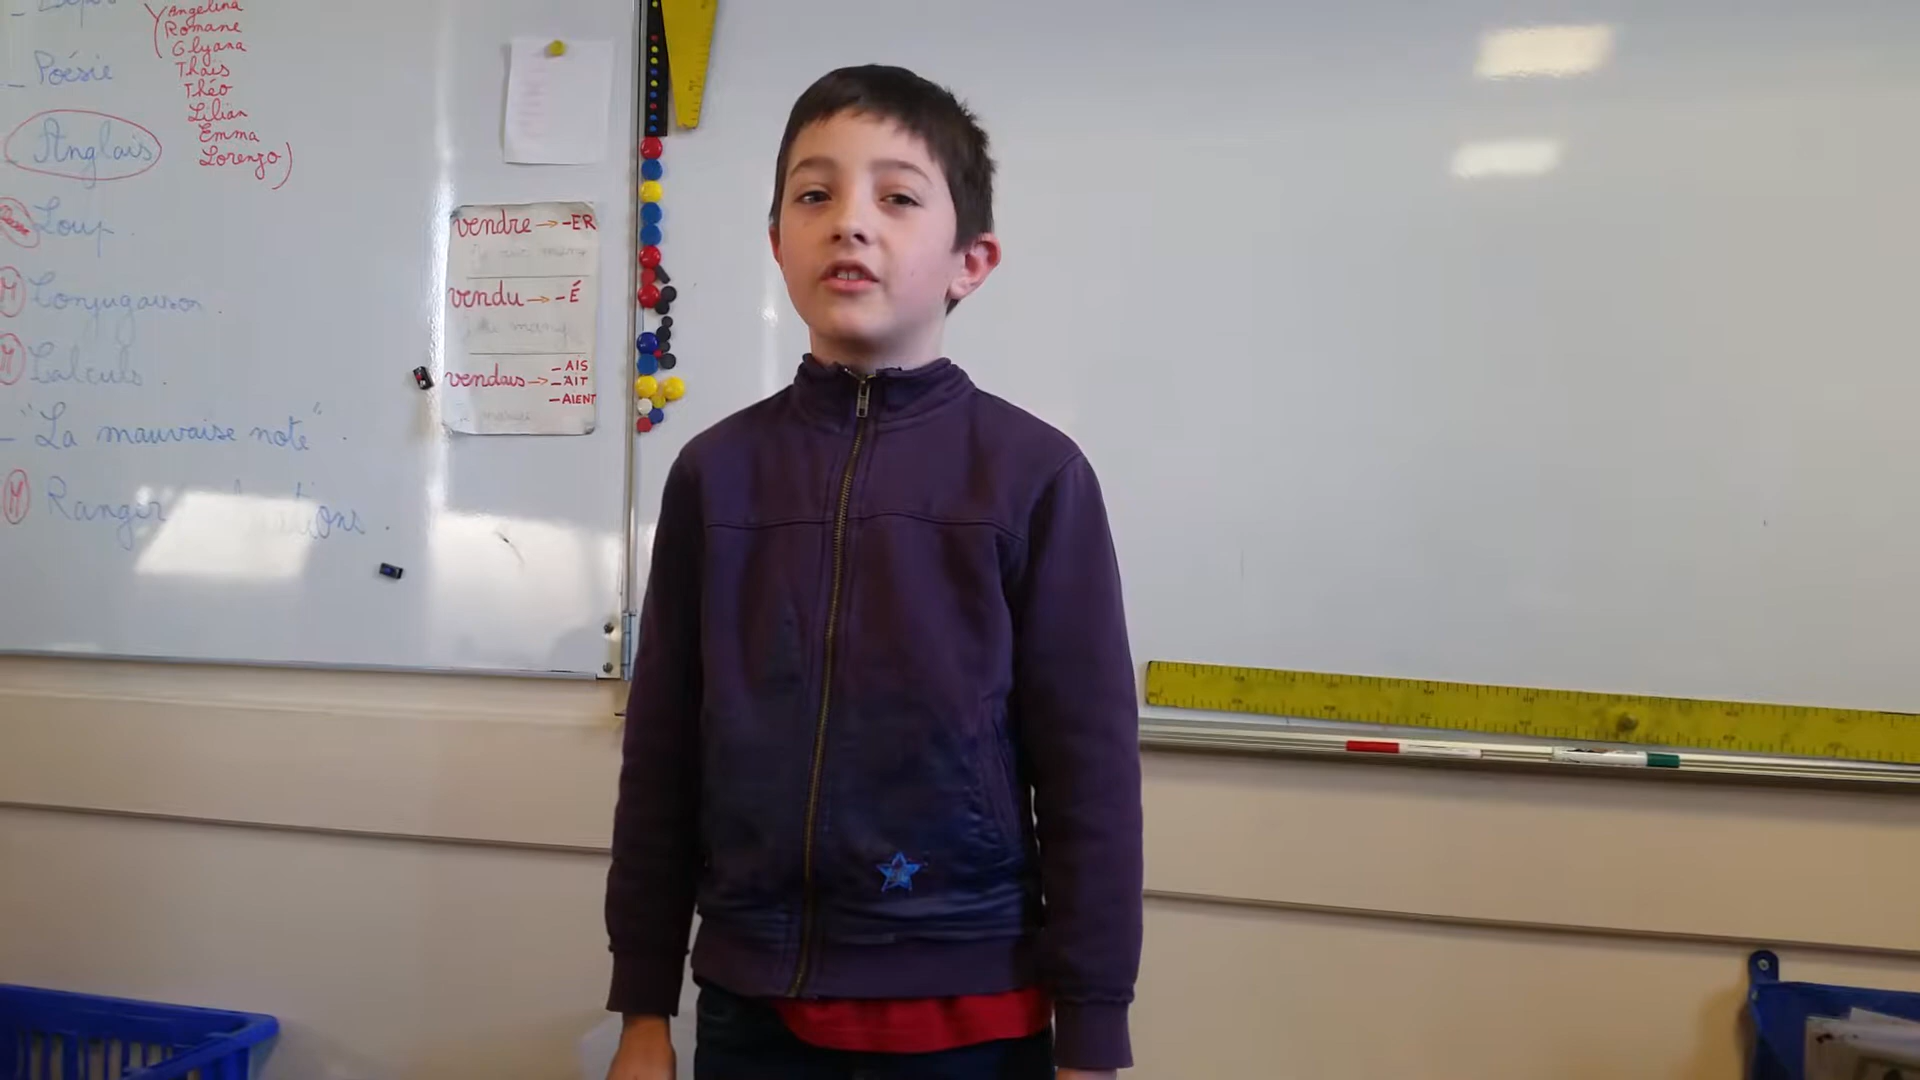 Angelina
Romane
Glyana
Thaïs
Théo
Lilian
Emma
Lorenzo)
_ Poésie
_ Anglais
Loup.
M Conjugaison.
M Calculs.
_ "La mauvaise note".
M Ranger
vendre → -ER
vendu → - É
vendais → - AIS
- AIT
- AIENT